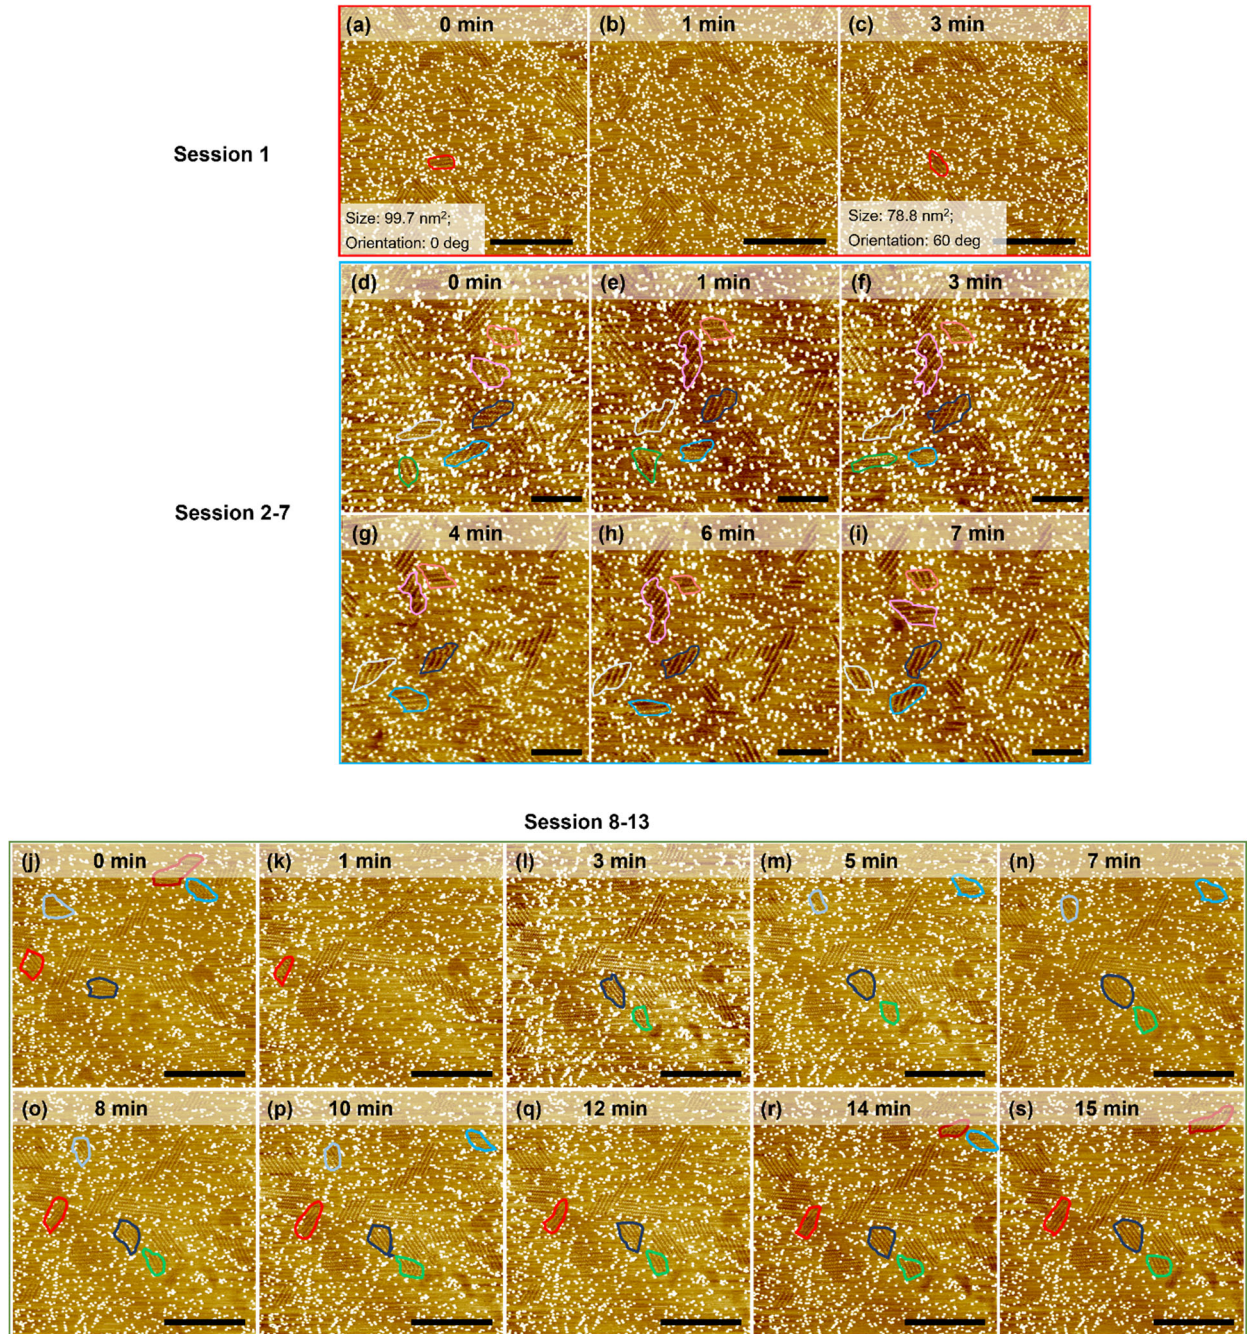 (a) 0 min
(b) 1 min
(c) 3 min
Session 1
Size: 99.7 nm²;
Orientation: 0 deg
Size: 78.8 nm²;
Orientation: 60 deg
(d) 0 min
(e) 1 min
(f) 3 min
Session 2-7
(g) 4 min
(h) 6 min
(i) 7 min
Session 8-13
(j) 0 min
(k) 1 min
(l) 3 min
(m) 5 min
(n) 7 min
(o) 8 min
(p) 10 min
(q) 12 min
(r) 14 min
(s) 15 min